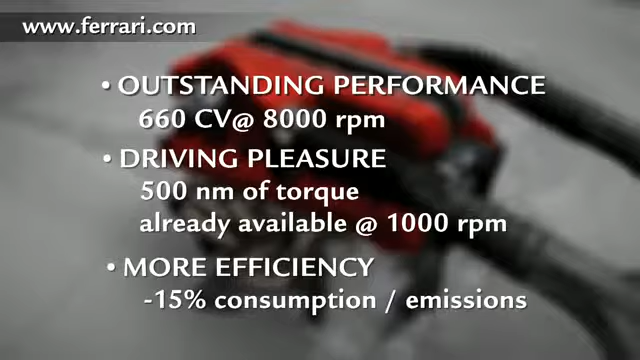 www.ferrari.com
• OUTSTANDING PERFORMANCE
660 CV@ 8000 rpm
• DRIVING PLEASURE
500 nm of torque
already available @ 1000 rpm
• MORE EFFICIENCY
-15% consumption / emissions